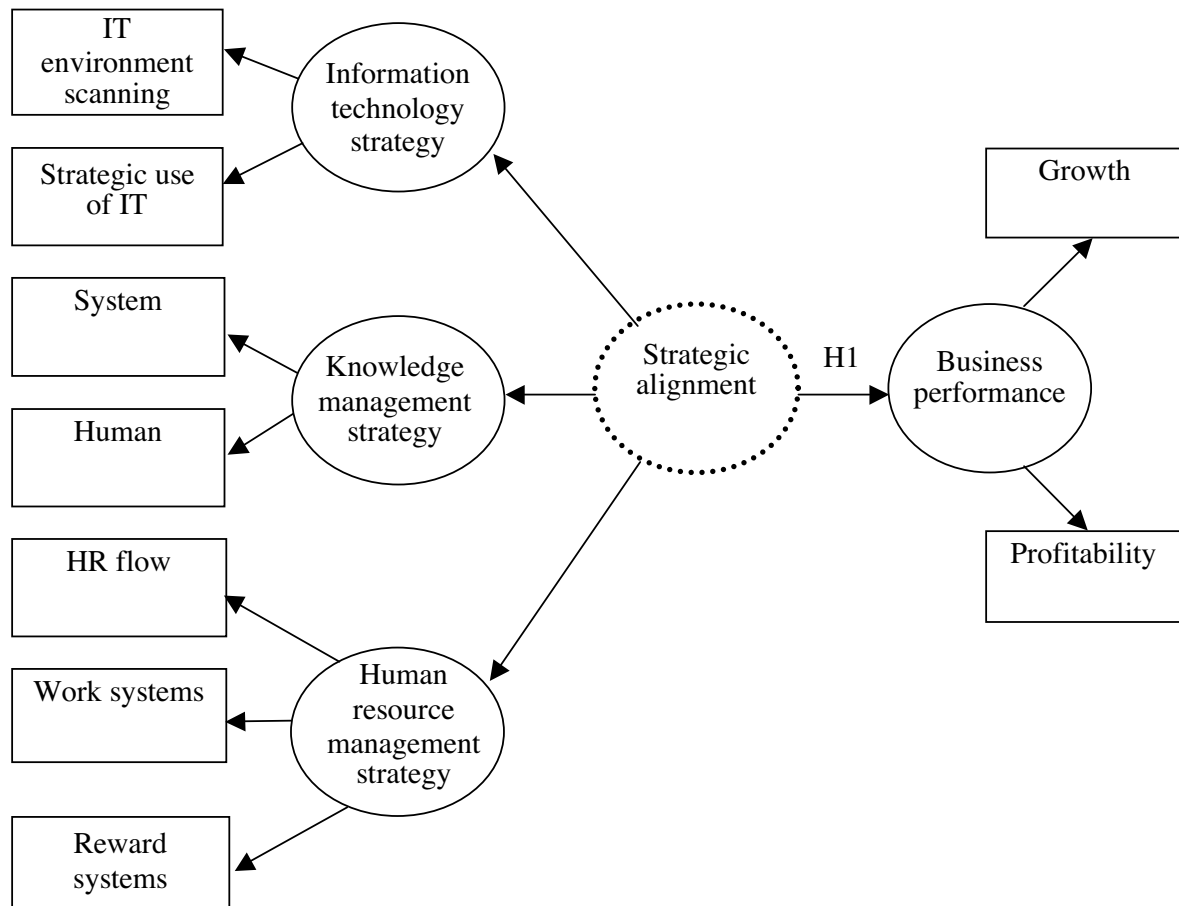 IT
environment
scanning
Strategic use
of IT
System
Human
HR flow
Work systems
Reward
systems
Information
technology
strategy
Knowledge
management
strategy
Human
resource
management
strategy
Strategic
alignment
H1
Business
performance
Growth
Profitability